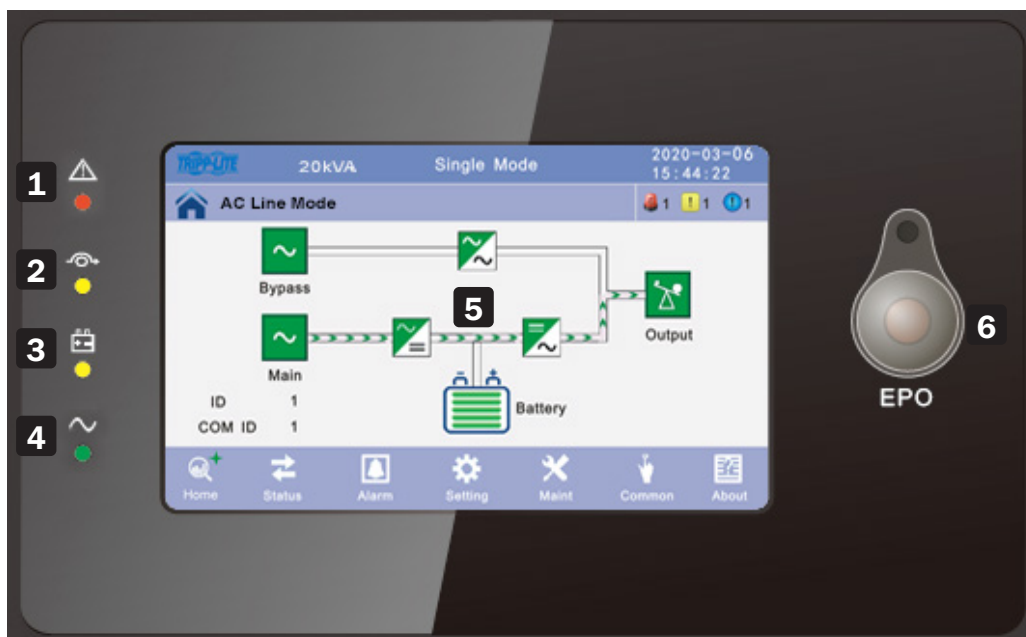 TRIPP-LITE 20kVA Single Mode 2020-03-06
15:44:22
AC Line Mode 1 1 1
1
2
3
4
5
6
Bypass
Main
Output
Battery
ID 1
COM ID 1
EPO
Home Status Alarm Setting Maint Common About